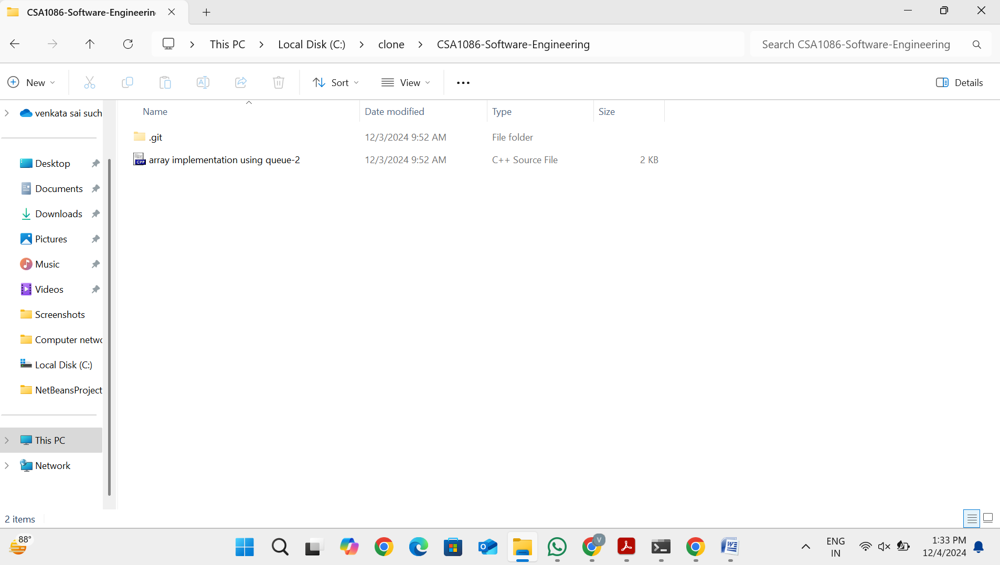 CSA1086-Software-Engineerin
This PC > Local Disk (C:) > clone > CSA1086-Software-Engineering
Search CSA1086-Software-Engineering
New
Sort
View
Details
venkata sai such
Desktop
Documents
Downloads
Pictures
Music
Videos
Screenshots
Computer netwo
Local Disk (C:)
NetBeansProject
This PC
Network
Name Date modified Type Size
.git 12/3/2024 9:52 AM File folder
array implementation using queue-2 12/3/2024 9:52 AM C++ Source File 2 KB
2 items
88°
V
ENG
IN
1:33 PM
12/4/2024